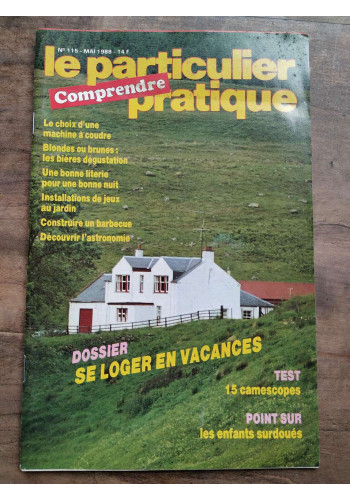 N° 115 - MAI 1988 - 14 F
le particulier
Comprendre
pratique
Le choix d'une
machine à coudre
Blondes ou brunes :
les bières dégustation
Une bonne literie
pour une bonne nuit
Installations de jeux
au jardin
Construire un barbecue
Découvrir l'astronomie
DOSSIER
SE LOGER EN VACANCES
TEST
15 camescopes
POINT SUR
les enfants surdoués